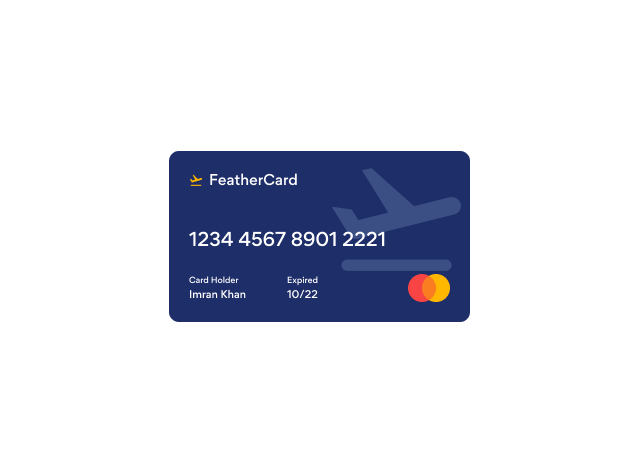 FeatherCard
1234 4567 8901 2221
Card Holder
Imran Khan
Expired
10/22